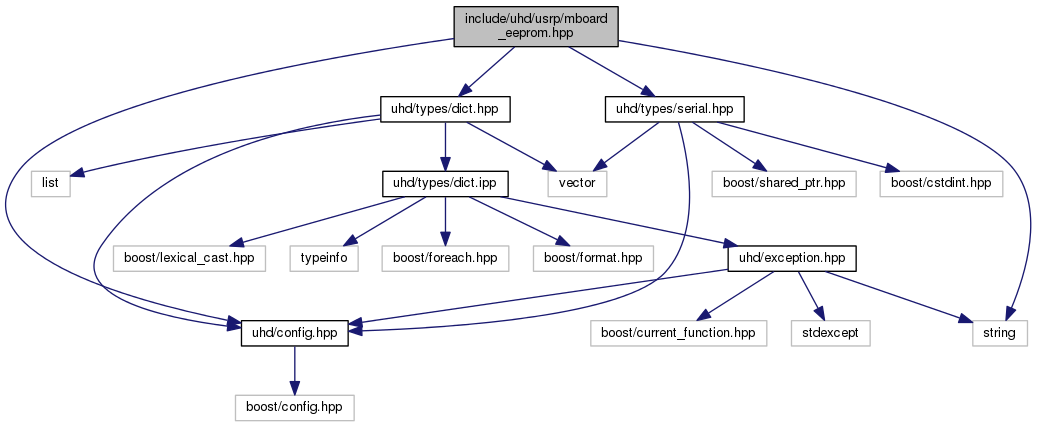 include/uhd/usrp/mboard
_eeprom.hpp
uhd/types/dict.hpp
uhd/types/serial.hpp
list
uhd/types/dict.ipp
vector
boost/shared_ptr.hpp
boost/cstdint.hpp
boost/lexical_cast.hpp
typeinfo
boost/foreach.hpp
boost/format.hpp
uhd/exception.hpp
uhd/config.hpp
boost/current_function.hpp
stdexcept
string
boost/config.hpp